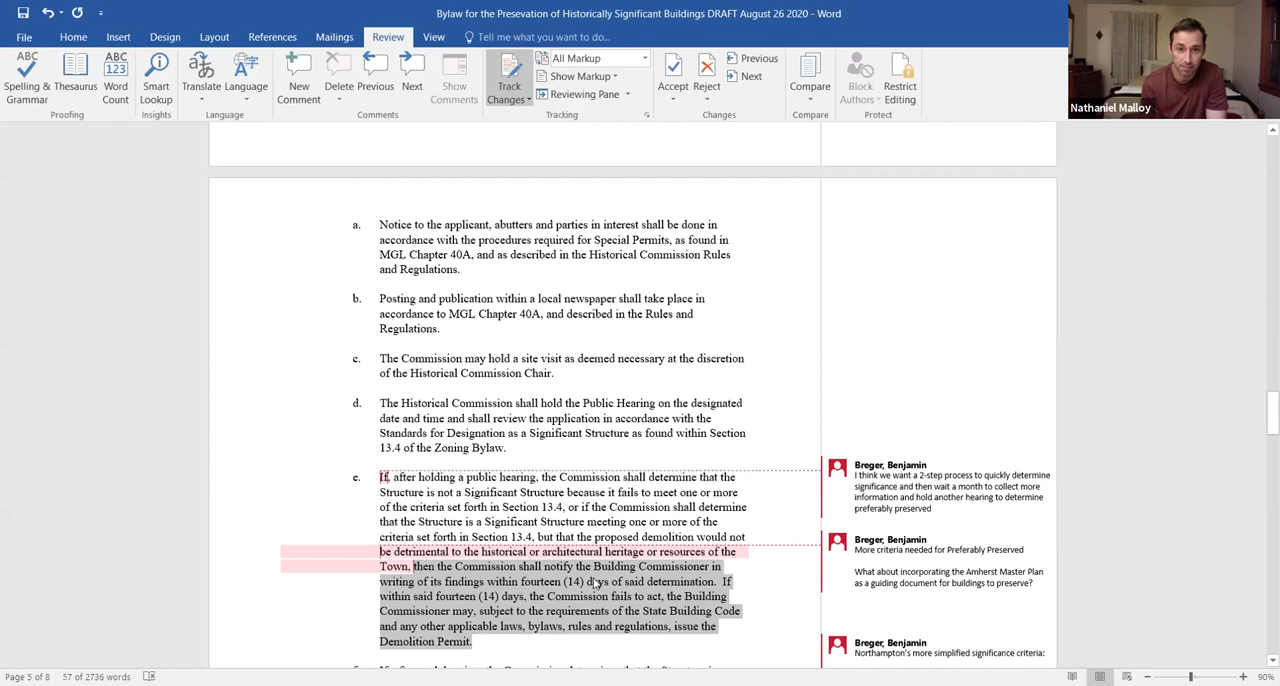 Bylaw for the Presevation of Historically Significant Buildings DRAFT August 26 2020 - Word
File Home Insert Design Layout References Mailings Review View Tell me what you want to do...
ABC
Spelling &
Grammar
Thesaurus
ABC
123
Word
Count
Proofing
Smart
Lookup
Insights
Translate
Language
Language
New
Comment
Delete
Previous
Next
Show
Comments
Comments
Track
Changes
All Markup
Show Markup
Reviewing Pane
Tracking
Accept
Reject
Previous
Next
Changes
Compare
Compare
Block
Authors
Restrict
Editing
Protect
Nathaniel Malloy
a. Notice to the applicant, abutters and parties in interest shall be done in
accordance with the procedures required for Special Permits, as found in
MGL Chapter 40A, and as described in the Historical Commission Rules
and Regulations.
b. Posting and publication within a local newspaper shall take place in
accordance to MGL Chapter 40A, and described in the Rules and
Regulations.
c. The Commission may hold a site visit as deemed necessary at the discretion
of the Historical Commission Chair.
d. The Historical Commission shall hold the Public Hearing on the designated
date and time and shall review the application in accordance with the
Standards for Designation as a Significant Structure as found within Section
13.4 of the Zoning Bylaw.
e. If, after holding a public hearing, the Commission shall determine that the
Structure is not a Significant Structure because it fails to meet one or more
of the criteria set forth in Section 13.4, or if the Commission shall determine
that the Structure is a Significant Structure meeting one or more of the
criteria set forth in Section 13.4, but that the proposed demolition would not
be detrimental to the historical or architectural heritage or resources of the
Town, then the Commission shall notify the Building Commissioner in
writing of its findings within fourteen (14) days of said determination. If
within said fourteen (14) days, the Commission fails to act, the Building
Commissioner may, subject to the requirements of the State Building Code
and any other applicable laws, bylaws, rules and regulations, issue the
Demolition Permit.
Breger, Benjamin
I think we want a 2-step process to quickly determine
significance and then wait a month to collect more
information and hold another hearing to determine
preferably preserved
Breger, Benjamin
More criteria needed for Preferably Preserved
What about incorporating the Amherst Master Plan
as a guiding document for buildings to preserve?
Breger, Benjamin
Northampton's more simplified significance criteria:
Page 5 of 8 57 of 2736 words
90%